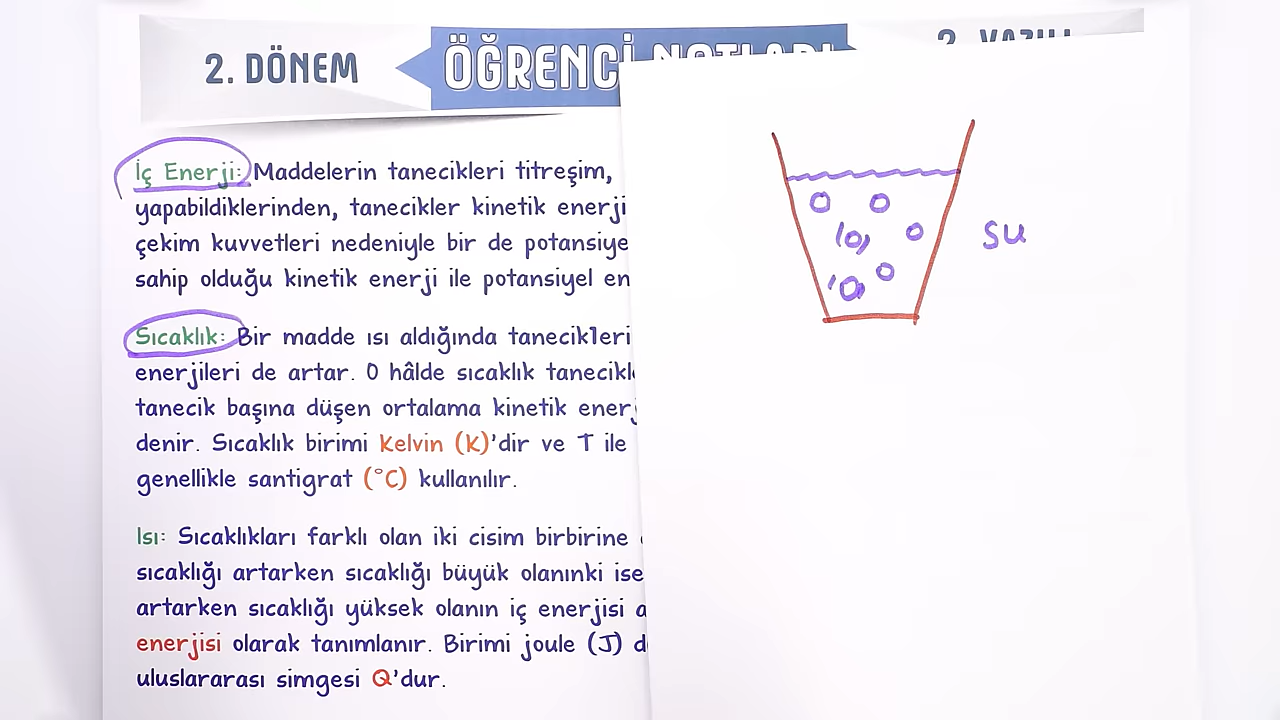 2. DÖNEM
ÖĞRENCİ
İç Enerji: Maddelerin tanecikleri titreşim,
yapabildiklerinden, tanecikler kinetik enerji
çekim kuvvetleri nedeniyle bir de
sahip olduğu kinetik enerji ile potansiyel
Sıcaklık: Bir madde ısı aldığında tanecikleri
enerjileri de artar. O hâlde sıcaklık
tanecik başına düşen ortalama kinetik
denir. Sıcaklık birimi Kelvin (K)'dir ve T ile
genellikle santigrat (°C) kullanılır.
Isı: Sıcaklıkları farklı olan iki cisim birbirine
sıcaklığı artarken sıcaklığı büyük olanınki ise
artarken sıcaklığı yüksek olanın iç enerjisi
enerjisi olarak tanımlanır. Birimi joule (J)
uluslararası simgesi Q'dur.
su